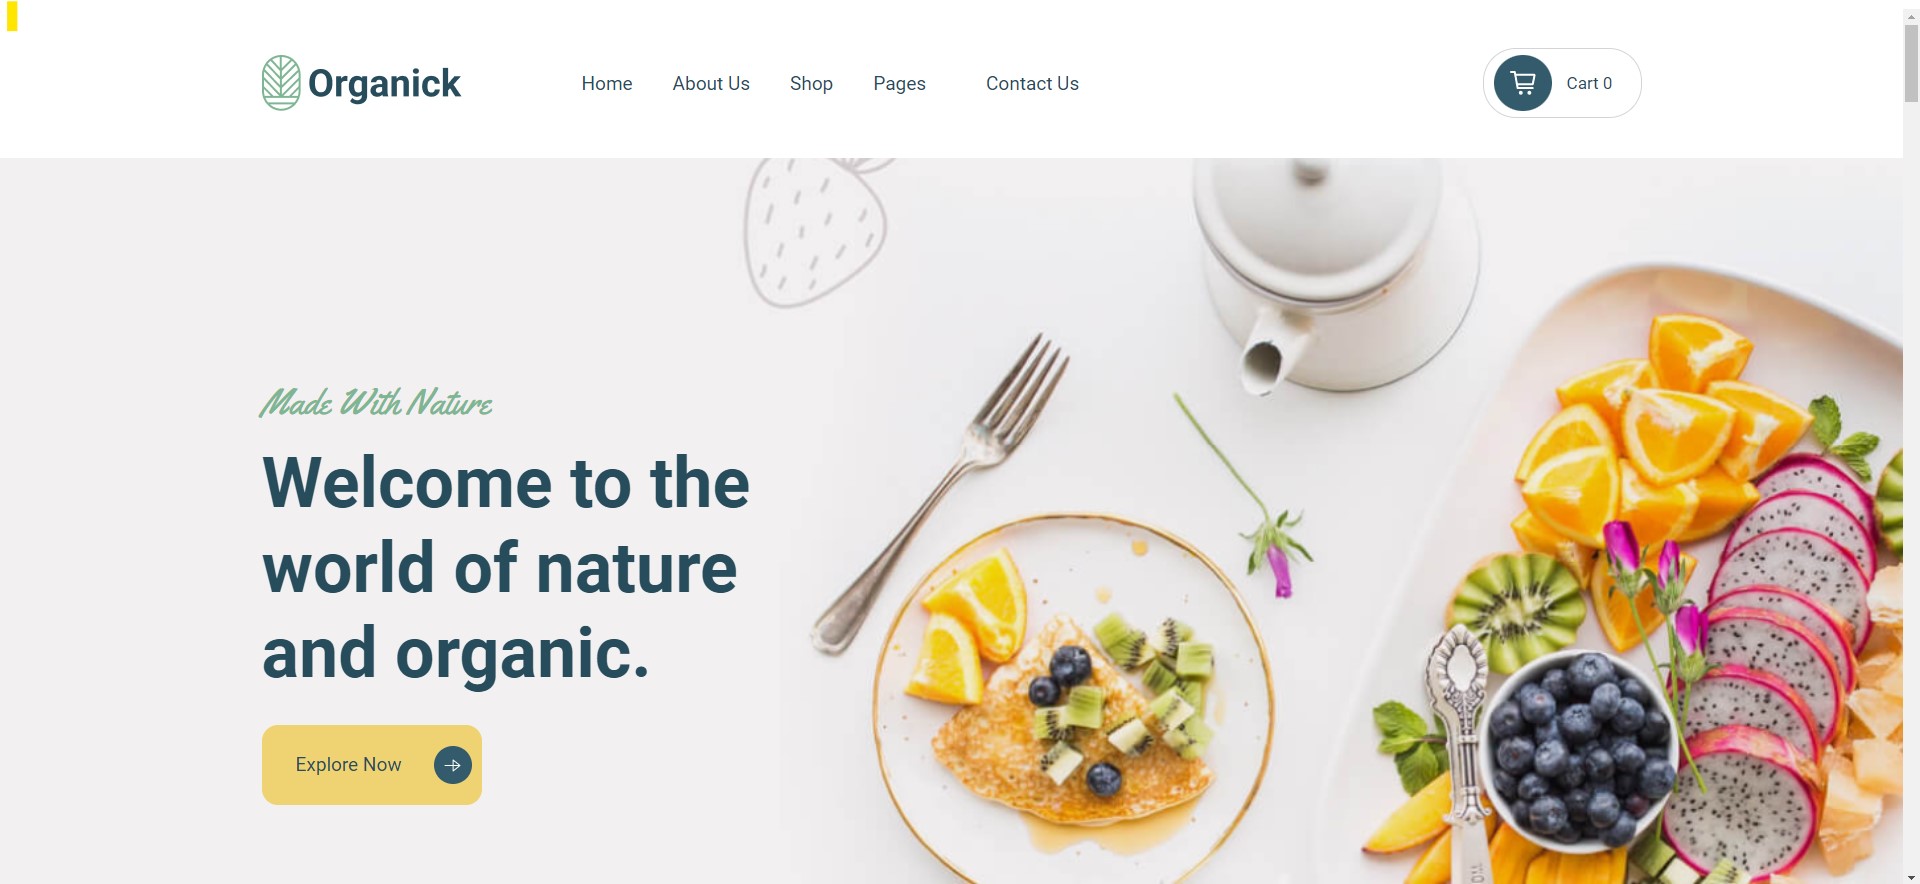 Organick
Home
About Us
Shop
Pages
Contact Us
Cart 0
Made With Nature
Welcome to the
world of nature
and organic.
Explore Now